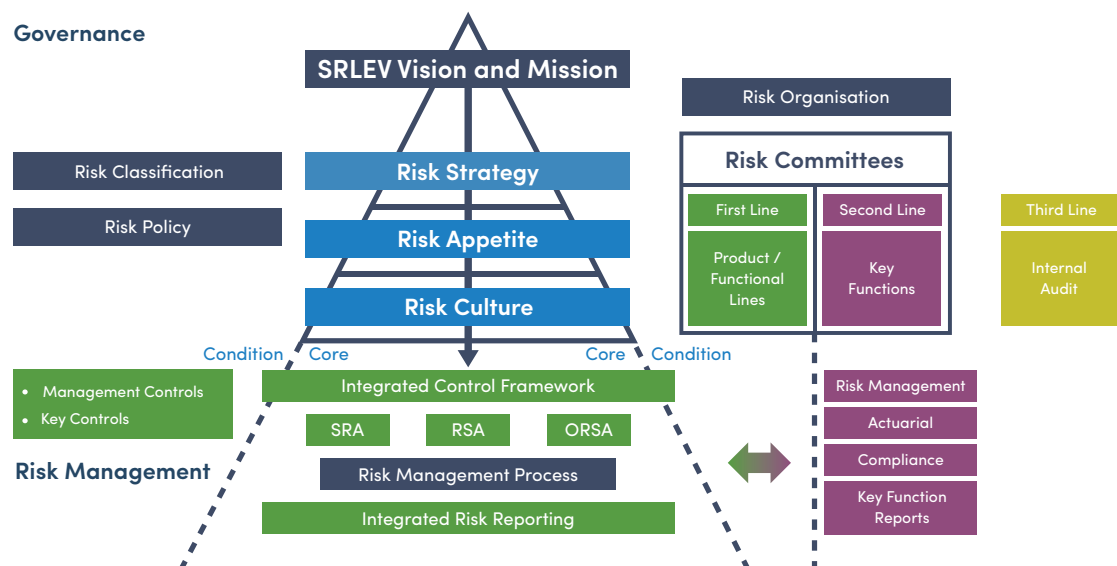 Governance
SRLEV Vision and Mission
Risk Organisation
Risk Classification
Risk Policy
Risk Strategy
Risk Appetite
Risk Culture
Risk Committees
First Line
Second Line
Third Line
Product /
Functional
Lines
Key
Functions
Internal
Audit
Condition
Core
Core
Condition
• Management Controls
• Key Controls
Integrated Control Framework
SRA
RSA
ORSA
Risk Management
Risk Management Process
Integrated Risk Reporting
Risk Management
Actuarial
Compliance
Key Function
Reports